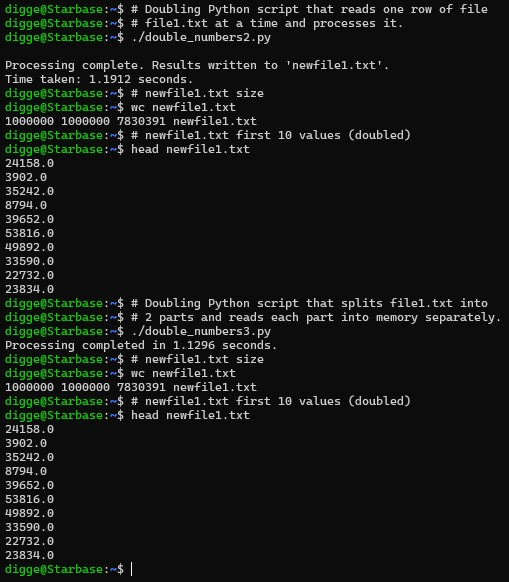 digge@Starbase:~$ # Doubling Python script that reads one row of file
digge@Starbase:~$ # file1.txt at a time and processes it.
digge@Starbase:~$ ./double_numbers2.py
Processing complete. Results written to 'newfile1.txt'.
Time taken: 1.1912 seconds.
digge@Starbase:~$ # newfile1.txt size
digge@Starbase:~$ wc newfile1.txt
1000000 1000000 7830391 newfile1.txt
digge@Starbase:~$ # newfile1.txt first 10 values (doubled)
digge@Starbase:~$ head newfile1.txt
24158.0
3902.0
35242.0
8794.0
39652.0
53816.0
49892.0
33590.0
22732.0
23834.0
digge@Starbase:~$ # Doubling Python script that splits file1.txt into
digge@Starbase:~$ # 2 parts and reads each part into memory separately.
digge@Starbase:~$ ./double_numbers3.py
Processing completed in 1.1296 seconds.
digge@Starbase:~$ # newfile1.txt size
digge@Starbase:~$ wc newfile1.txt
1000000 1000000 7830391 newfile1.txt
digge@Starbase:~$ # newfile1.txt first 10 values (doubled)
digge@Starbase:~$ head newfile1.txt
24158.0
3902.0
35242.0
8794.0
39652.0
53816.0
49892.0
33590.0
22732.0
23834.0
digge@Starbase:~$